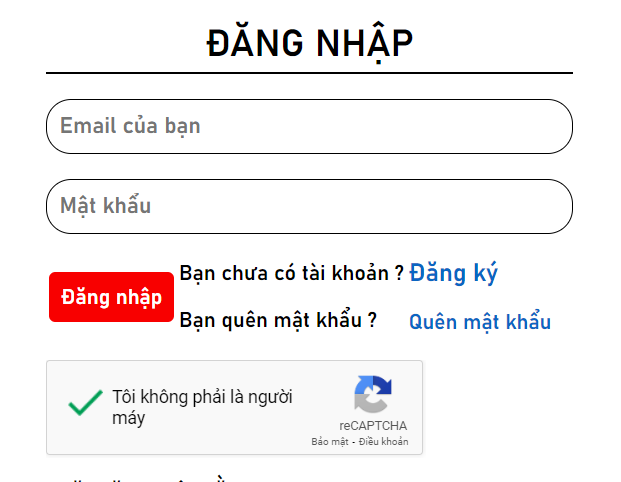 ĐĂNG NHẬP
Email của bạn
Mật khẩu
Bạn chưa có tài khoản ? Đăng ký
Đăng nhập
Bạn quên mật khẩu ? Quên mật khẩu
Tôi không phải là người
máy
reCAPTCHA
Bảo mật - Điều khoản